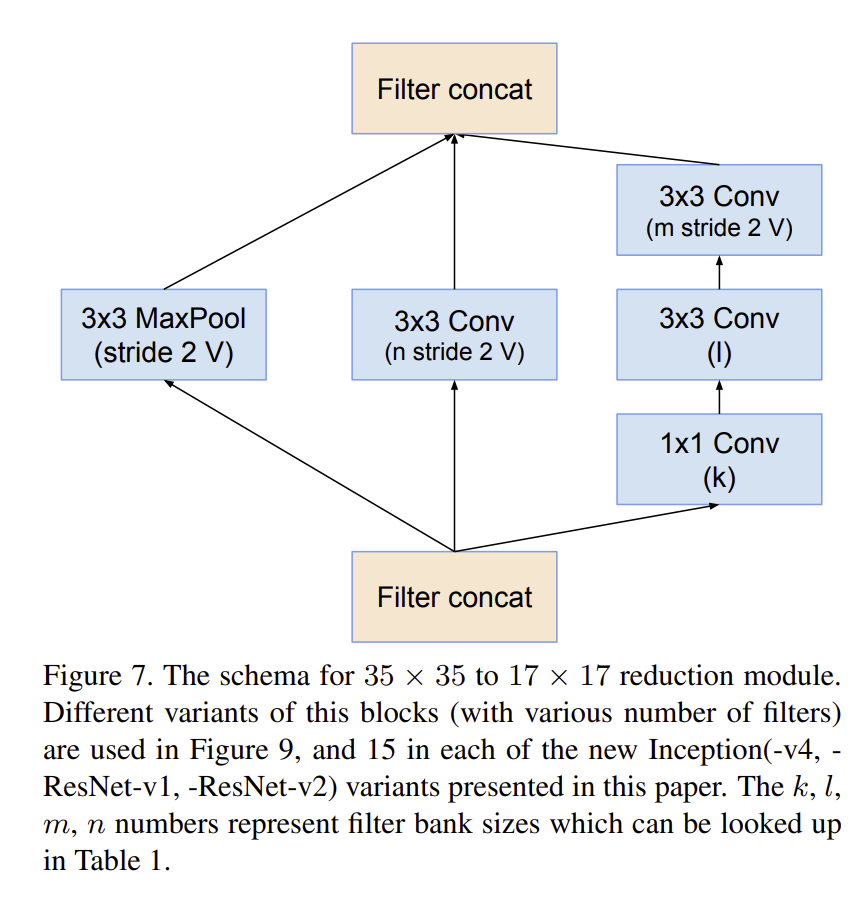 Filter concat
3x3 Conv
(m stride 2 V)
3x3 MaxPool
(stride 2 V)
3x3 Conv
(n stride 2 V)
3x3 Conv
(l)
1x1 Conv
(k)
Filter concat
Figure 7. The schema for 35 × 35 to 17 × 17 reduction module.
Different variants of this blocks (with various number of filters)
are used in Figure 9, and 15 in each of the new Inception(-v4, -
ResNet-v1, -ResNet-v2) variants presented in this paper. The k, l,
m, n numbers represent filter bank sizes which can be looked up
in Table 1.